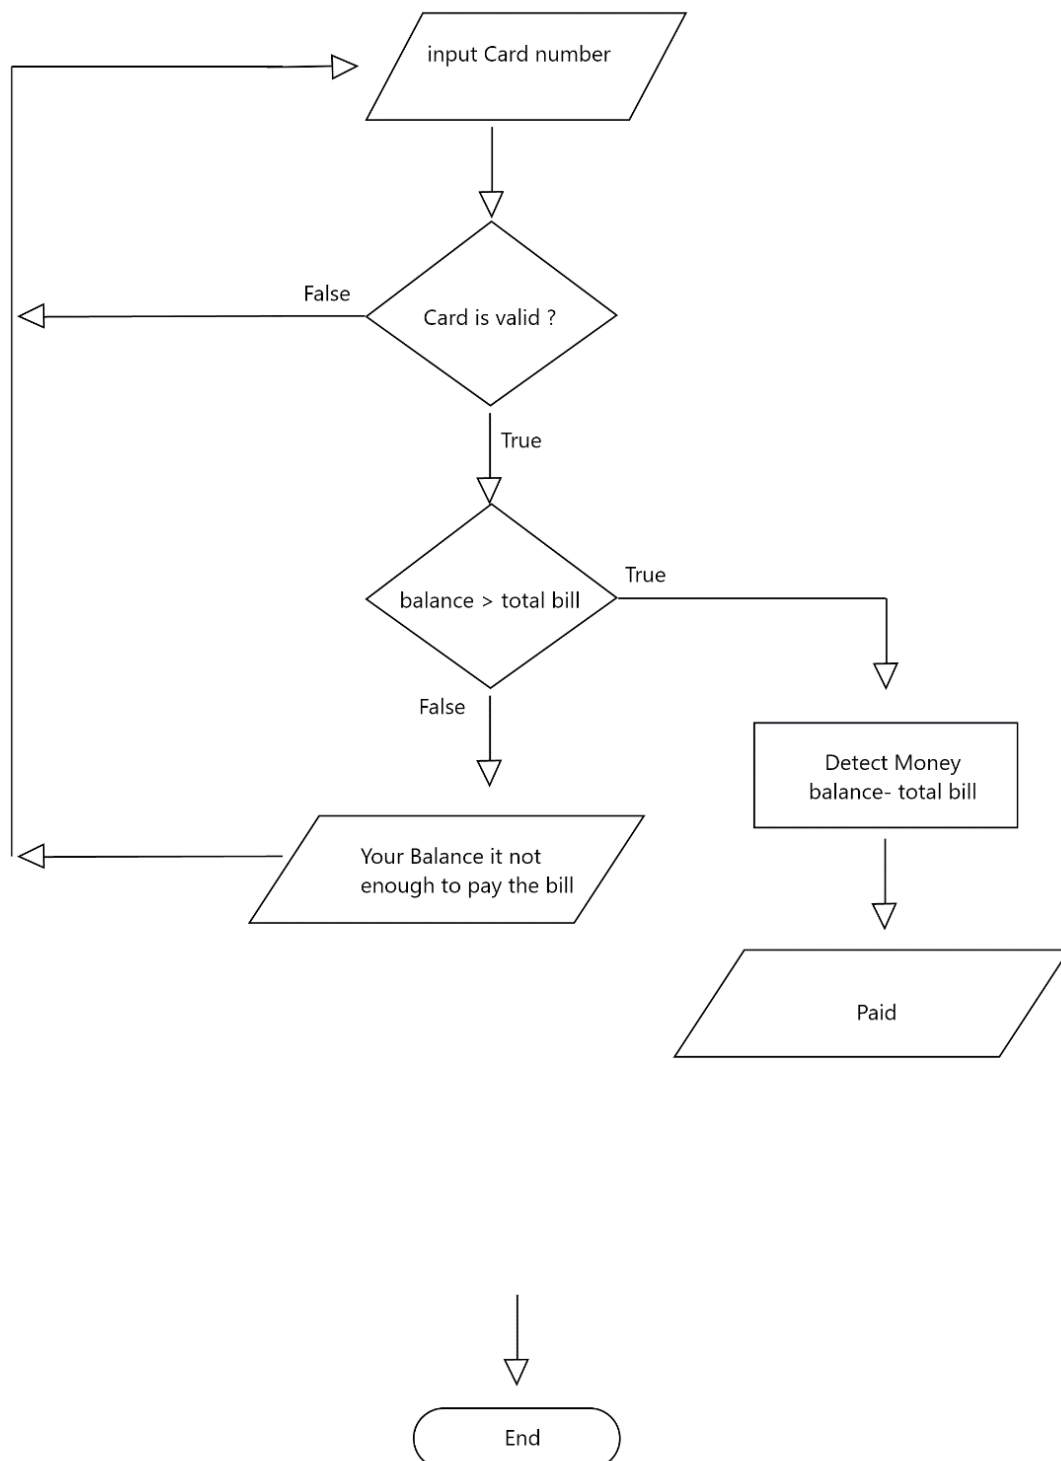 input Card number
False
Card is valid ?
True
True
balance > total bill
False
Detect Money
balance- total bill
Your Balance it not
enough to pay the bill
Paid
End